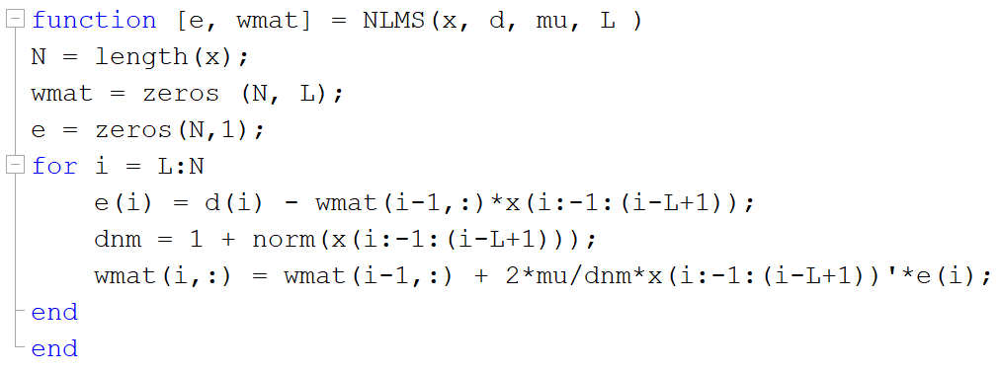 function [e, wmat] = NLMS(x, d, mu, L )
N = length(x);
wmat = zeros (N, L);
e = zeros(N,1);
for i = L:N
    e(i) = d(i) - wmat(i-1,:)*x(i:-1:(i-L+1));
    dnm = 1 + norm(x(i:-1:(i-L+1)));
    wmat(i,:) = wmat(i-1,:) + 2*mu/dnm*x(i:-1:(i-L+1))'*e(i);
end
end